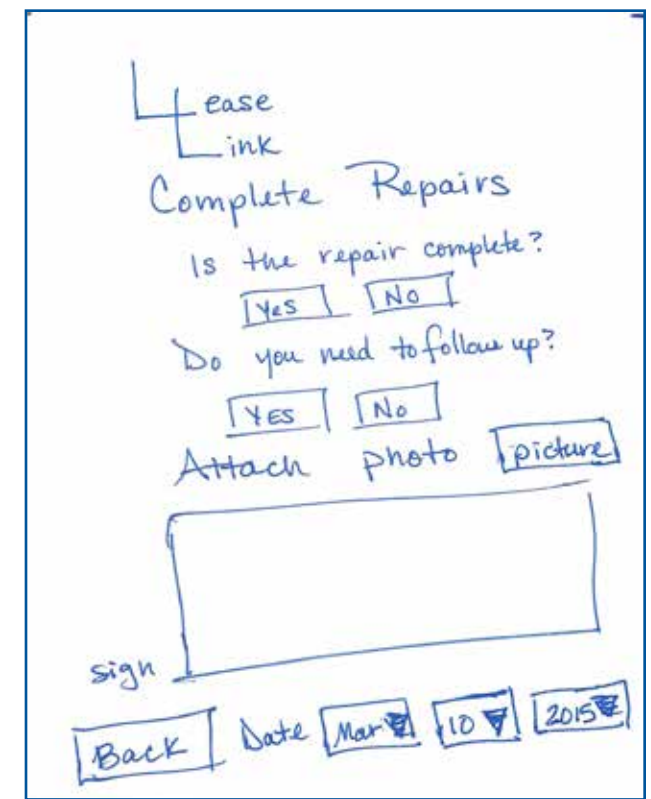 Lease
Link
Complete Repairs
Is the repair complete?
Yes No
Do you need to follow up?
YES No
Attach photo picture
sign
Back Date Mar 10 2015